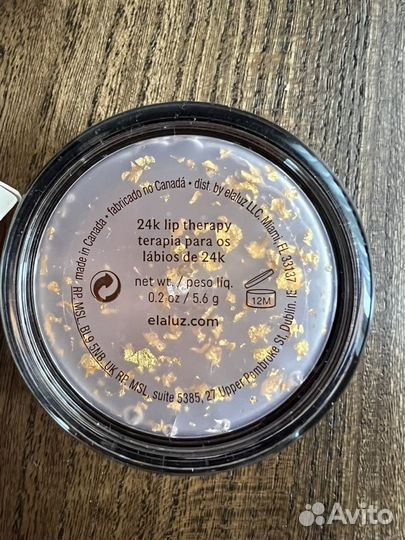 made in Canada • fabricado no Canadá • dist. by elaluz LLC. Miami, FL 33137
RP. MSL, BL9 5NB, UK RP. MSL, suite 5385, 27 Upper Pembroke St. Dublin. IE
24k lip therapy
terapia para os
lábios de 24k
net wt. / peso líq.
0.2 oz / 5.6 g
12M
elaluz.com
Avito